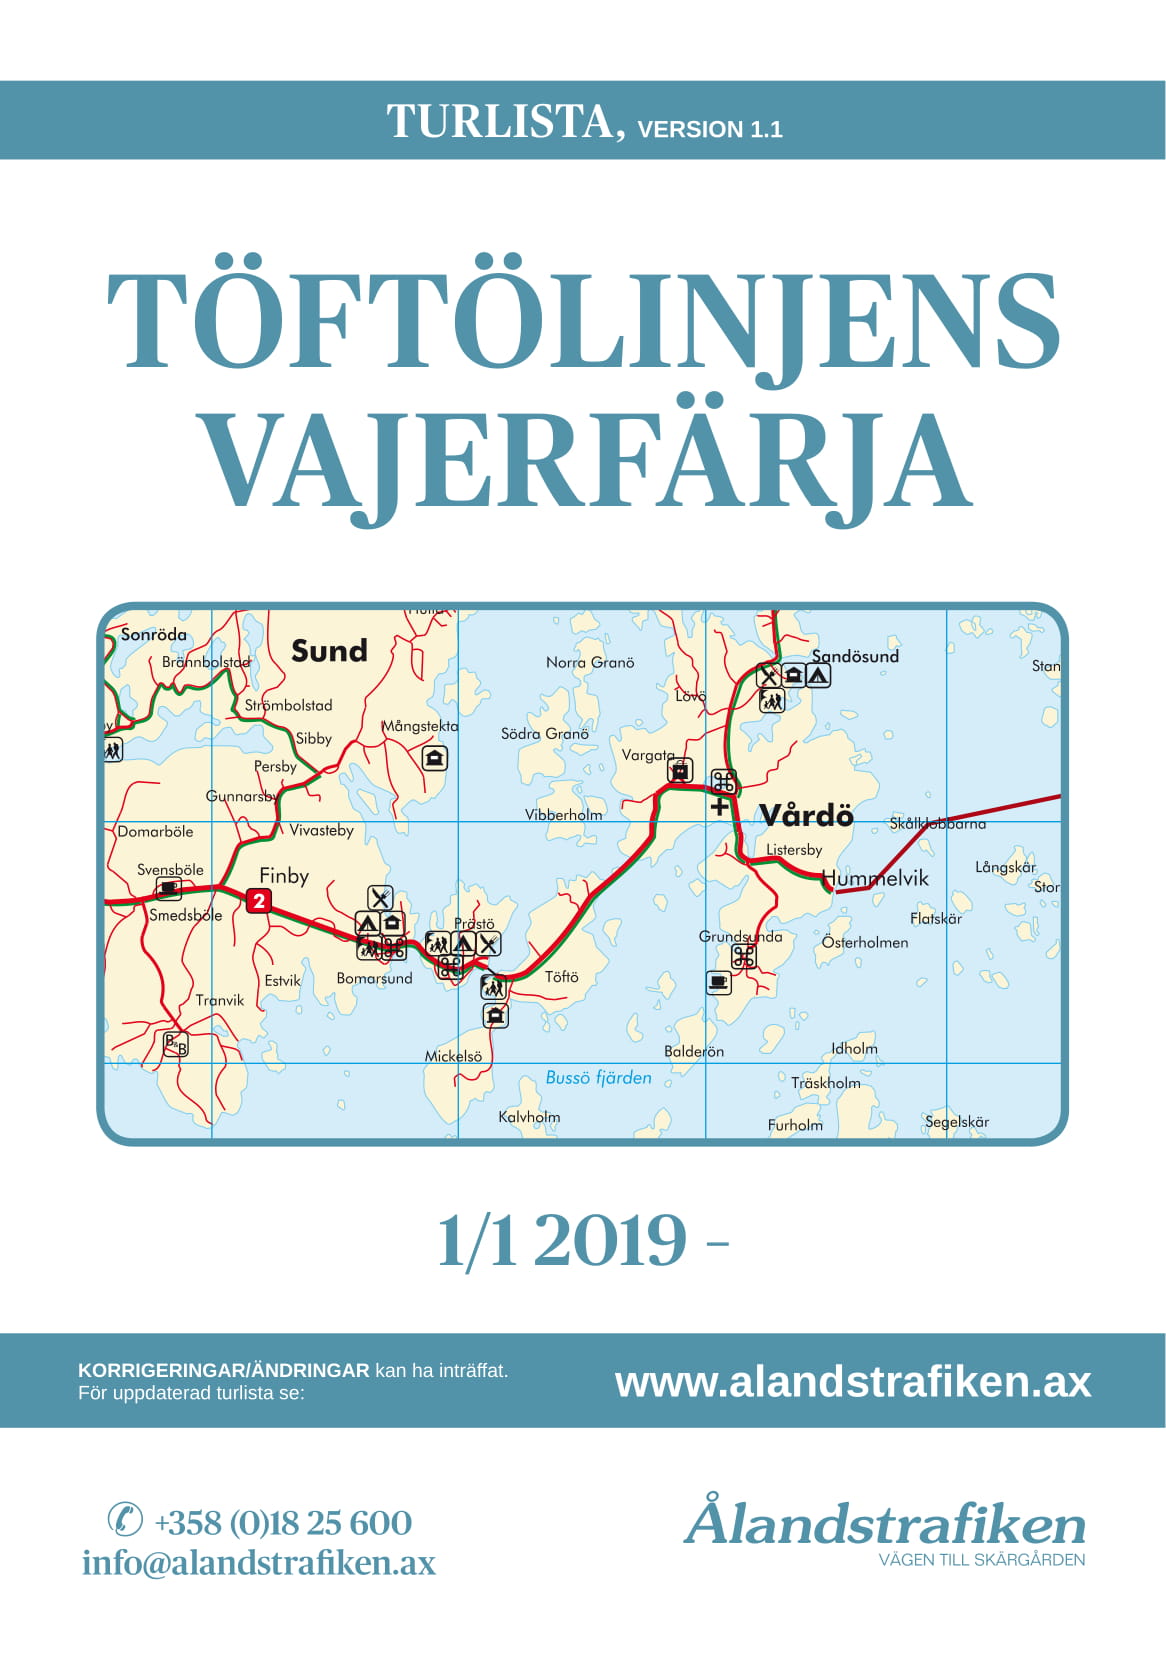 TURLISTA, VERSION 1.1
TÖFTÖLINJENS
VAJERFÄRJA
Sonröda
Brännbolstad
Sund
Strömbolstad
Sibby
Mångstekta
Persby
Gunnarsby
Domarböle
Vivasteby
Svensböle
Finby
2
Smedsböle
Estvik
Bomarsund
Tranvik
B&B
Prästö
Töftö
Mickelsö
Norra Granö
Södra Granö
Vibberholm
Vargata
Lövö
Sandösund
Stan
Vårdö
Skålklobbarna
Listersby
Hummelvik
Långskär
Stor
Flatskär
Grundsunda
Österholmen
Balderön
Idholm
Bussö fjärden
Träskholm
Kalvholm
Furholm
Segelskär
1/1 2019 –
KORRIGERINGAR/ÄNDRINGAR kan ha inträffat.
För uppdaterad turlista se:
www.alandstrafiken.ax
✆ +358 (0)18 25 600
info@alandstrafiken.ax
Ålandstrafiken
VÄGEN TILL SKÄRGÅRDEN